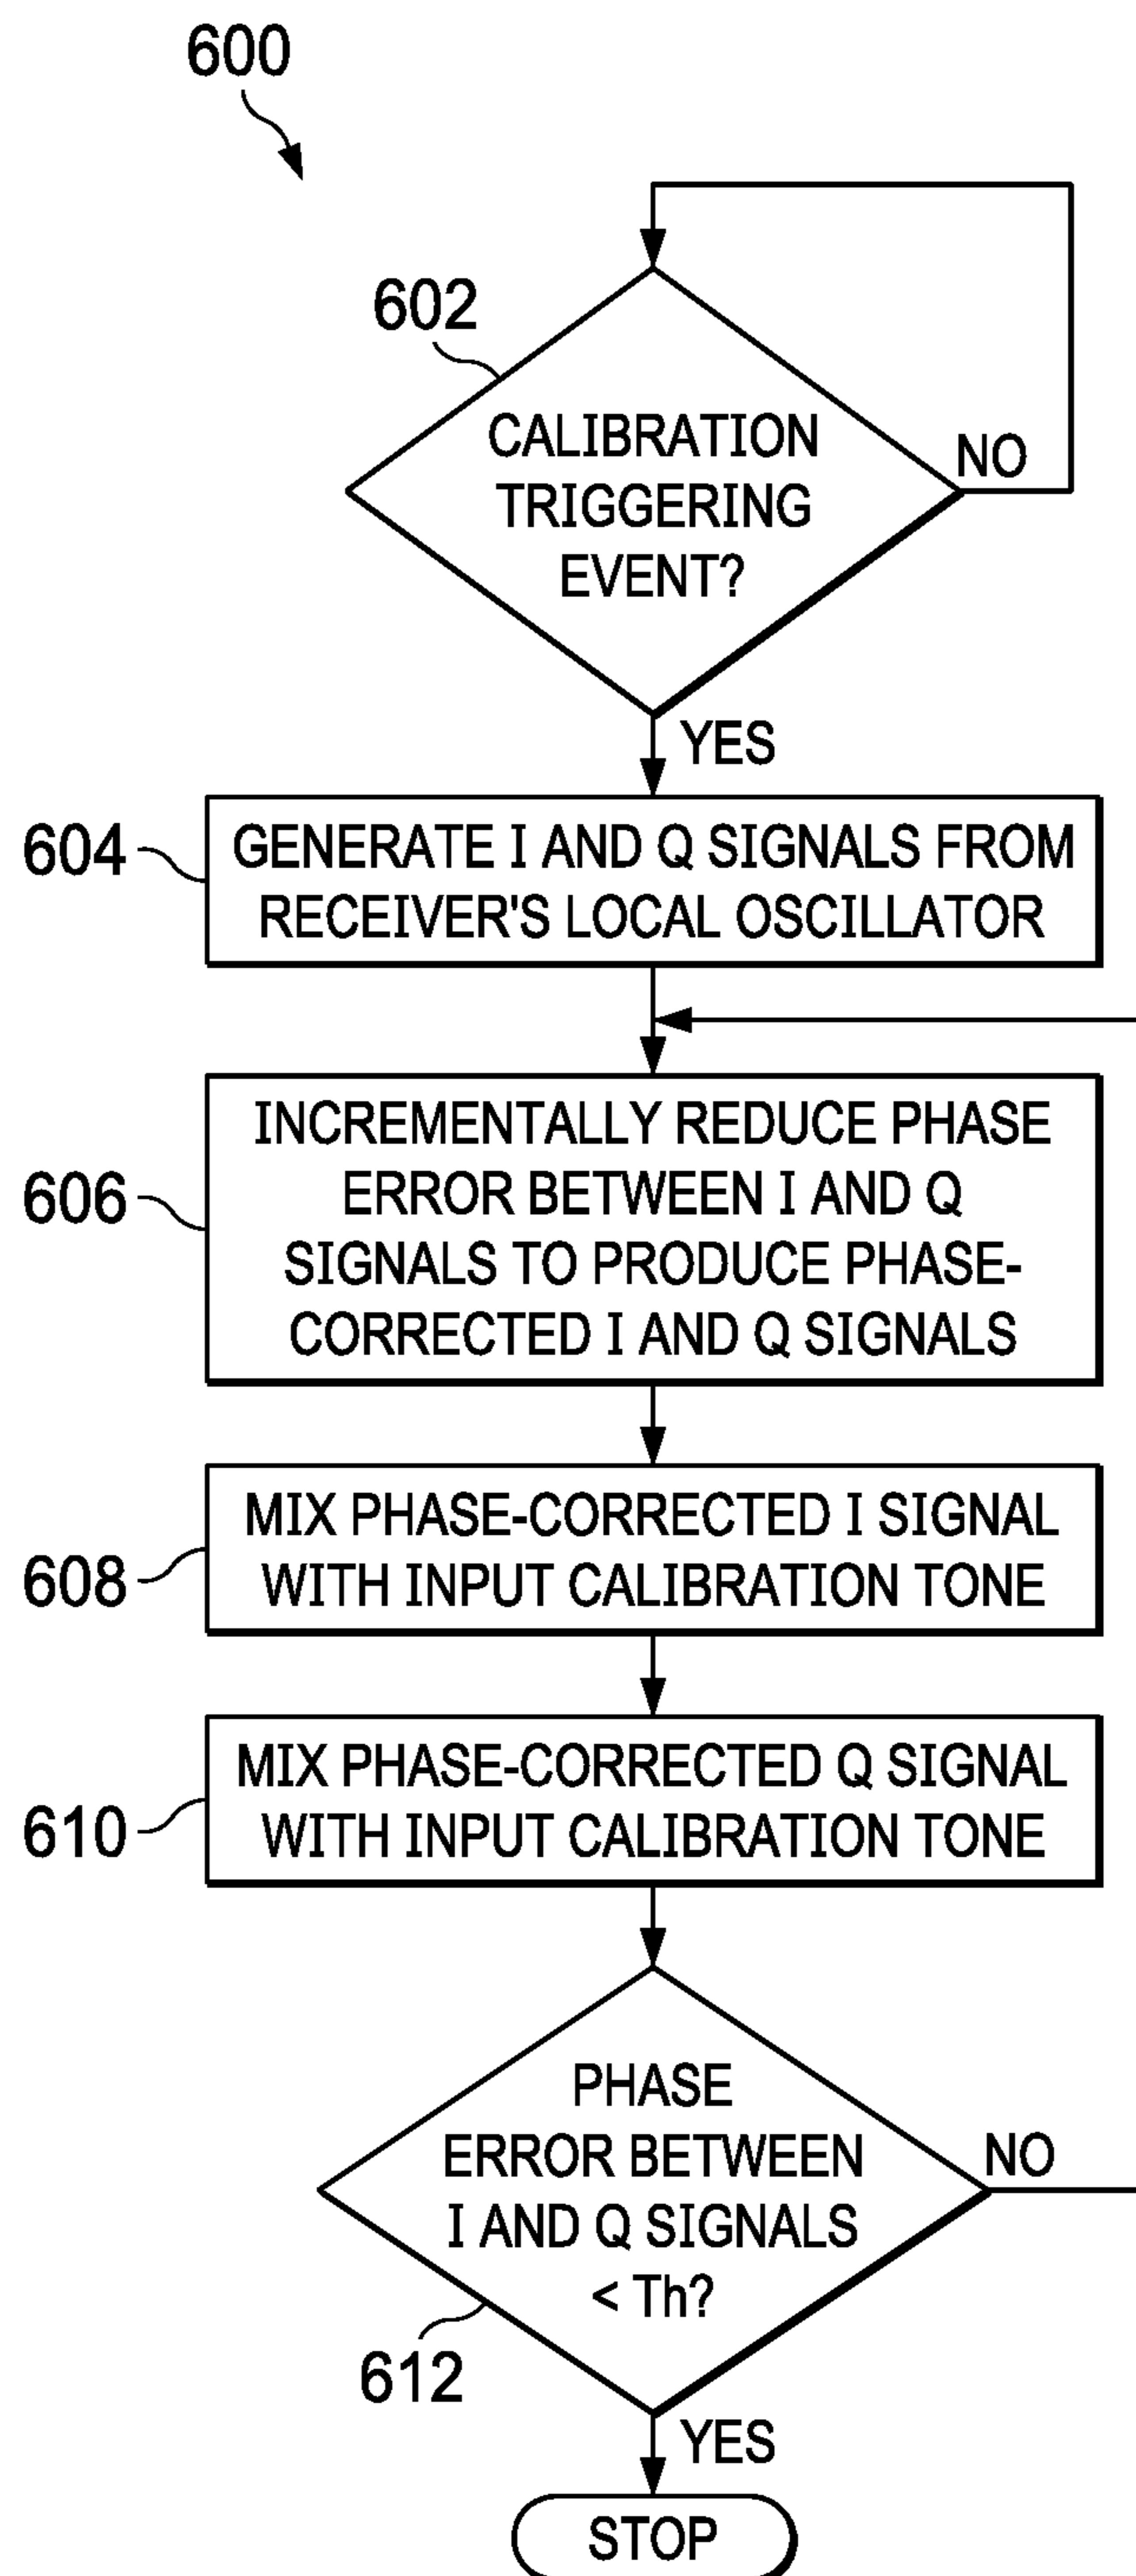 600
602
CALIBRATION
TRIGGERING
EVENT?
NO
YES
604
GENERATE I AND Q SIGNALS FROM
RECEIVER'S LOCAL OSCILLATOR
606
INCREMENTALLY REDUCE PHASE
ERROR BETWEEN I AND Q
SIGNALS TO PRODUCE PHASE-
CORRECTED I AND Q SIGNALS
608
MIX PHASE-CORRECTED I SIGNAL
WITH INPUT CALIBRATION TONE
610
MIX PHASE-CORRECTED Q SIGNAL
WITH INPUT CALIBRATION TONE
PHASE
ERROR BETWEEN
I AND Q SIGNALS
< Th?
NO
612
YES
STOP